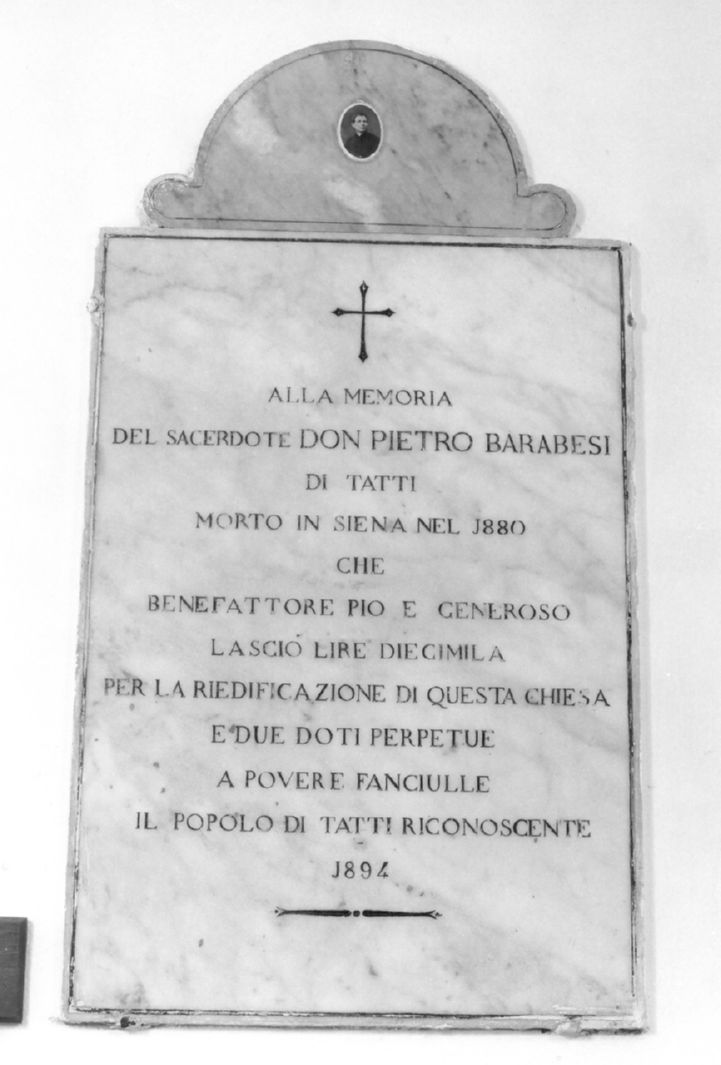 ALLA MEMORIA
DEL SACERDOTE DON PIETRO BARABESI
DI TATTI
MORTO IN SIENA NEL J880
CHE
BENEFATTORE PIO E GENEROSO
LASCIÓ LIRE DIECIMILA
PER LA RIEDIFICAZIONE DI QUESTA CHIESA
E DUE DOTI PERPETUE
A POVERE FANCIULLE
IL POPOLO DI TATTI RICONOSCENTE
J894